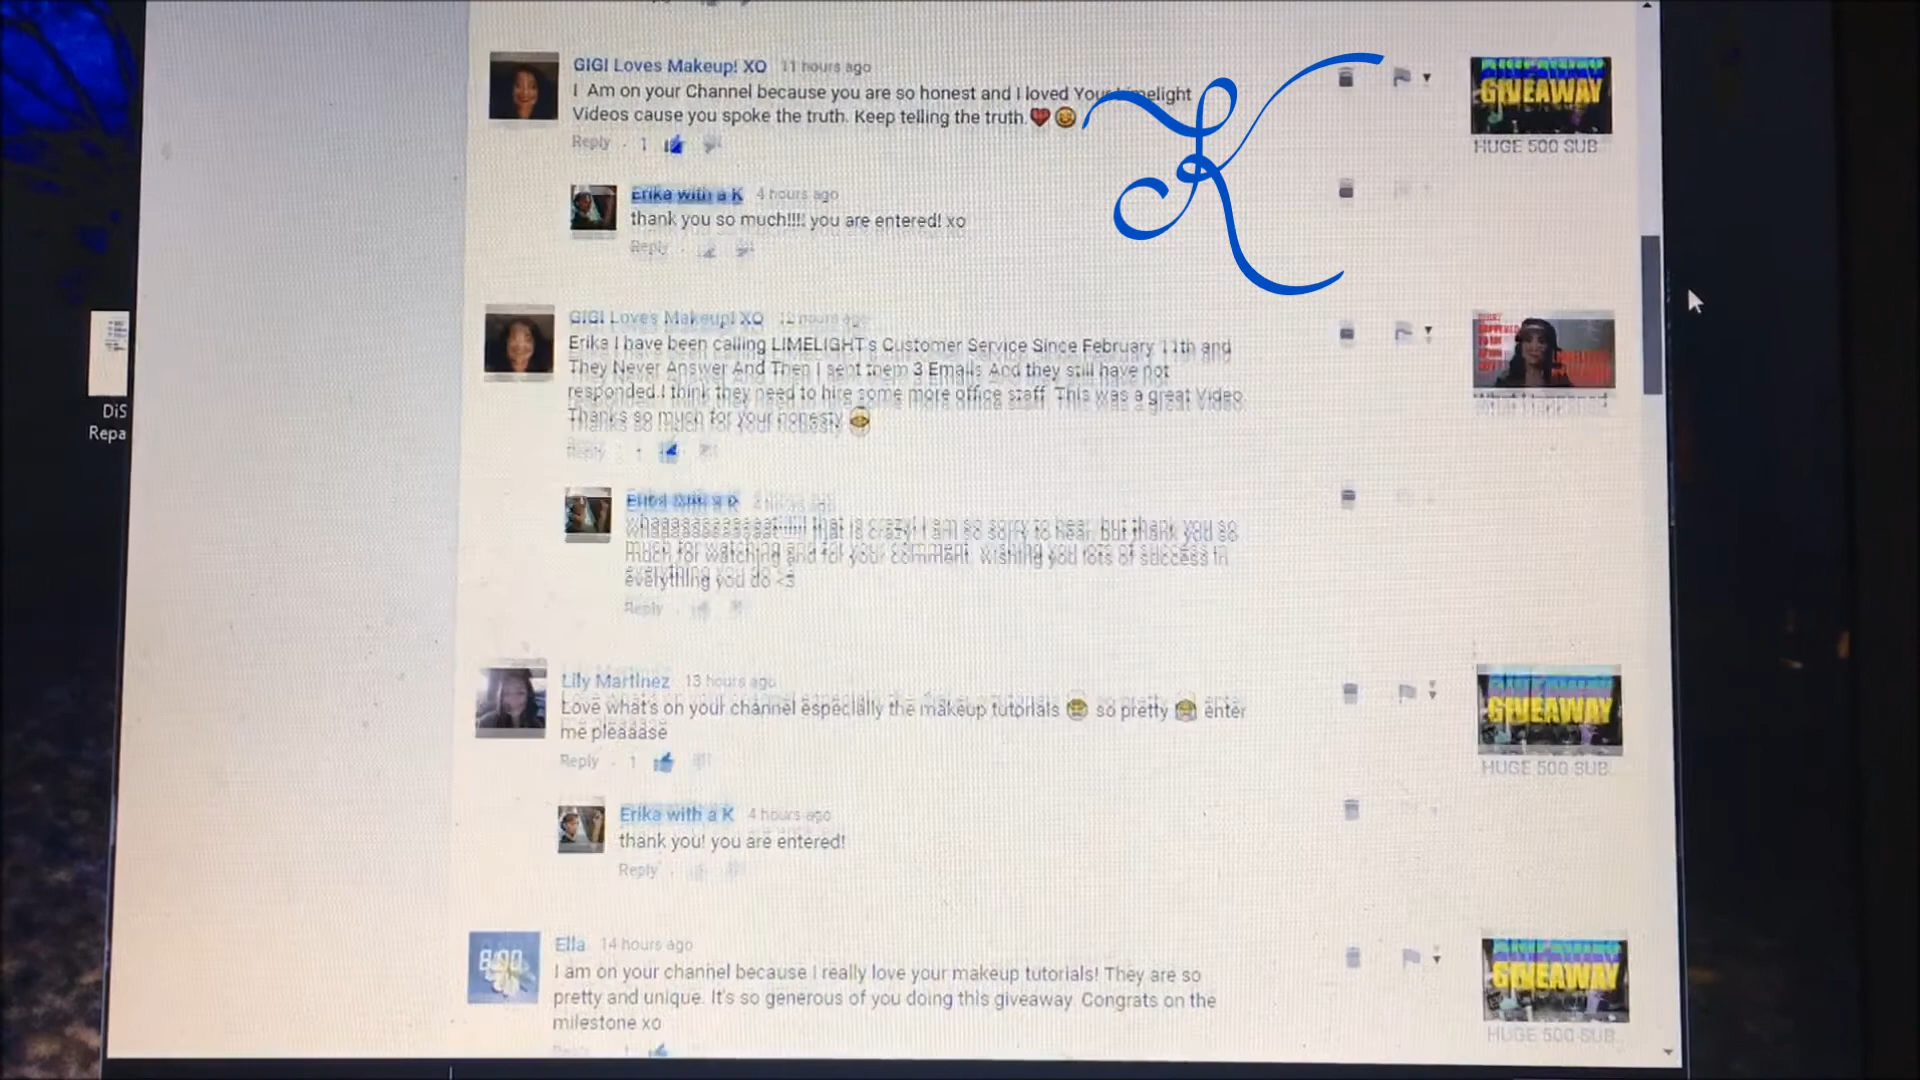 GIGI Loves Makeup! XO 11 hours ago
I Am on your Channel because you are so honest and I loved Your Limelight
Videos cause you spoke the truth. Keep telling the truth.
Reply · 1
GIVEAWAY
HUGE 500 SUB
Erika with a K 4 hours ago
thank you so much!!!! you are entered! xo
Reply ·
K
GIGI Loves Makeup! XO 12 hours ago
Erika I have been calling LIMELIGHT's Customer Service Since February 11th and
They Never Answer And Then I sent them 3 Emails And they still have not
responded.I think they need to hire some more office staff This was a great Video
Thanks so much for your honesty
Reply 1
DiS
Repa
Erika with a K
that is crazy! I am so sorry to hear, but thank you so
much for watching and for your comment, wishing you lots of success in
everything you do <3
Reply
Lily Martinez 13 hours ago
Love what's on your channel especially the makeup tutorials so pretty enter
me pleaaase
Reply · 1
GIVEAWAY
HUGE 500 SUB
Erika with a K 4 hours ago
thank you! you are entered!
Reply ·
8:00
Ella 14 hours ago
I am on your channel because I really love your makeup tutorials! They are so
pretty and unique. It's so generous of you doing this giveaway. Congrats on the
milestone xo
GIVEAWAY
HUGE 500 SUB